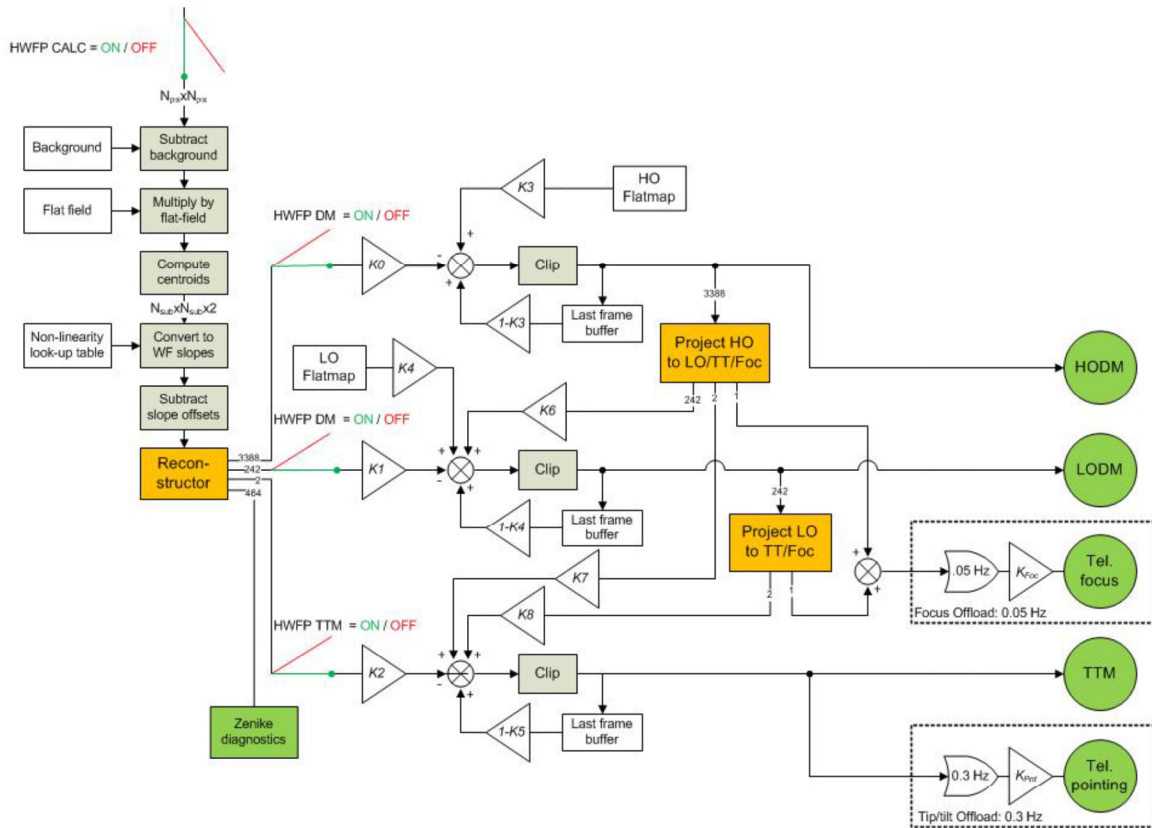 HWFP CALC = ON / OFF
NpixxNpix
Background
Subtract
background
Flat field
Multiply by
flat-field
Compute
centroids
NsubxNsubx2
Non-linearity
look-up table
Convert to
WF slopes
Subtract
slope offsets
Recon-
structor
3388
242
2
464
Zenike
diagnostics
HWFP DM = ON / OFF
K0
K3
HO
Flatmap
-
+
+
Clip
1-K3
Last frame
buffer
3388
Project HO
to LO/TT/Foc
242
2
1
HODM
LO
Flatmap
K4
HWFP DM = ON / OFF
K1
K6
+
+
-
+
Clip
1-K4
Last frame
buffer
242
Project LO
to TT/Foc
2
1
LODM
+
+
.05 Hz
KFoc
Tel.
focus
Focus Offload: 0.05 Hz
K7
K8
HWFP TTM = ON / OFF
K2
+
+
-
+
Clip
1-K5
Last frame
buffer
TTM
0.3 Hz
KPnt
Tel.
pointing
Tip/tilt Offload: 0.3 Hz